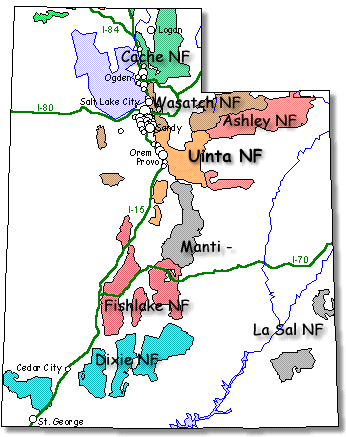 I-84
Logan
Cache NF
Ogden
I-80
Salt Lake City
Wasatch NF
Sandy
Ashley NF
Orem
Provo
Uinta NF
I-15
Manti -
I-70
Fishlake NF
La Sal NF
Dixie NF
Cedar City
St. George